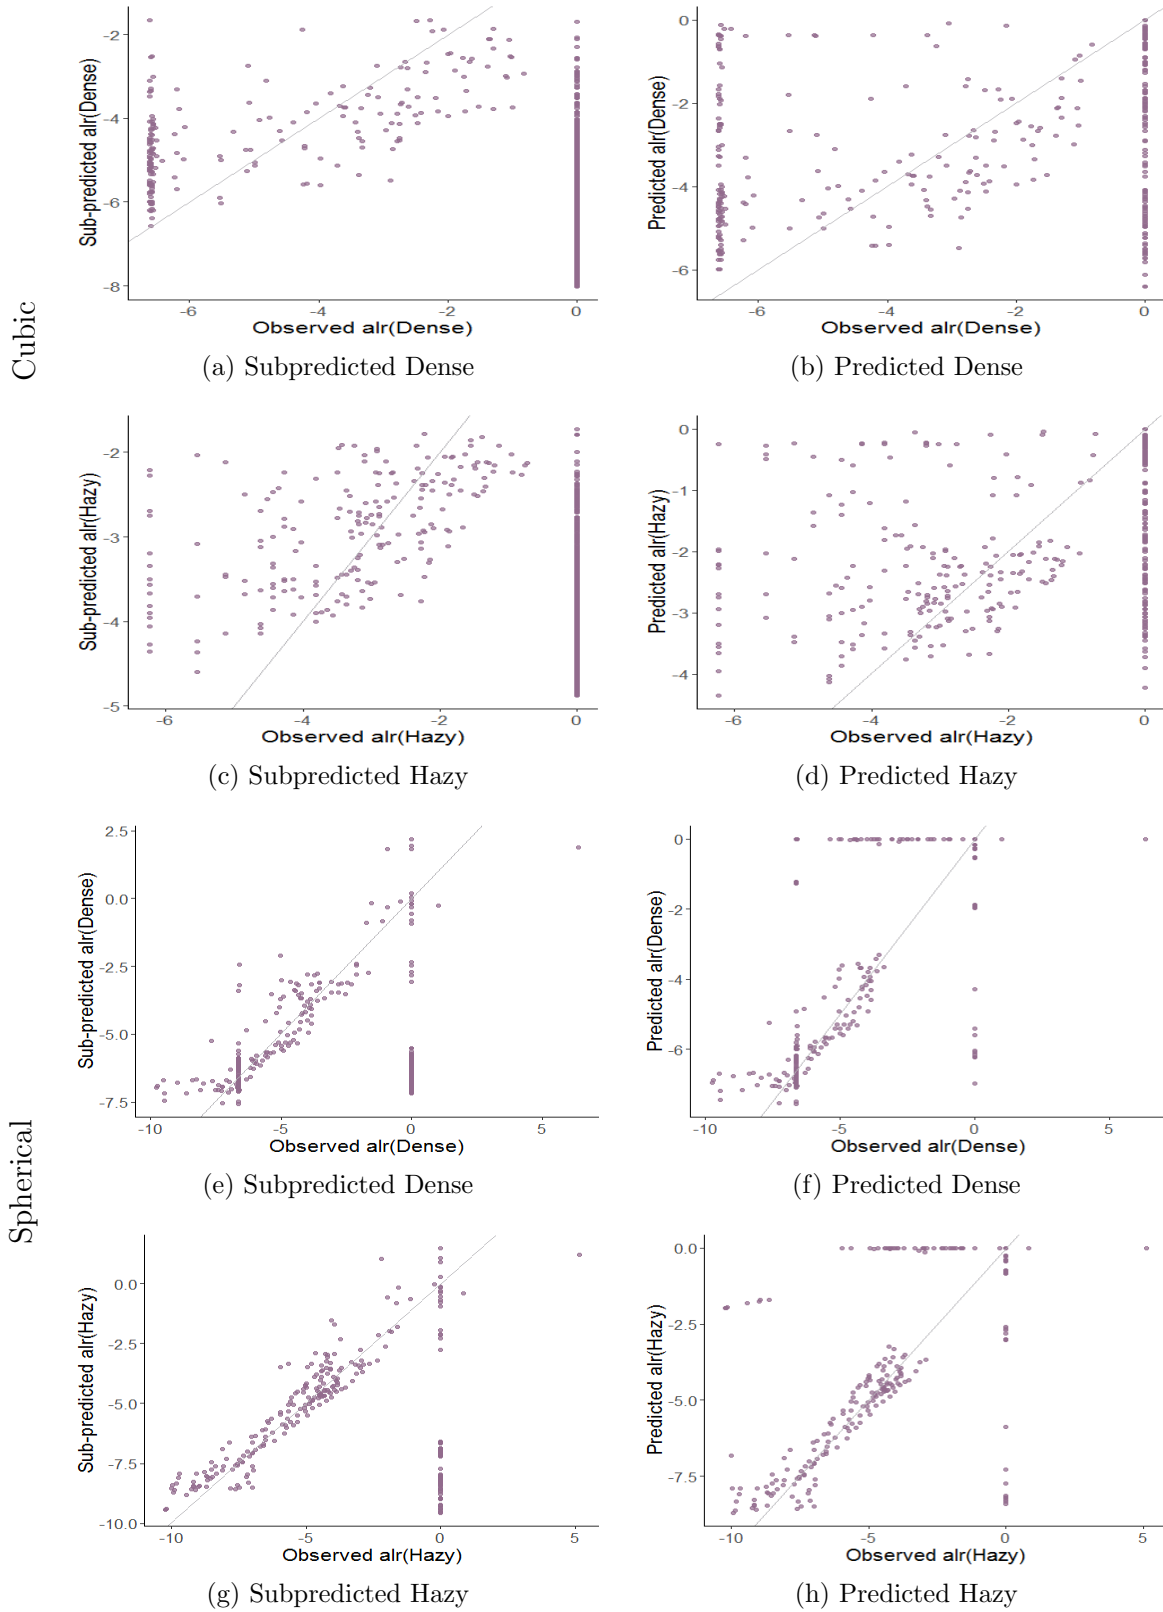 Cubic
Sub-predicted alr(Dense)
-2
-4
-6
-8
-6
-4
-2
0
Observed alr(Dense)
(a) Subpredicted Dense
Predicted alr(Dense)
0
-2
-4
-6
-6
-4
-2
0
Observed alr(Dense)
(b) Predicted Dense
Sub-predicted alr(Hazy)
-2
-3
-4
-5
-6
-4
-2
0
Observed alr(Hazy)
(c) Subpredicted Hazy
Predicted alr(Hazy)
0
-1
-2
-3
-4
-6
-4
-2
0
Observed alr(Hazy)
(d) Predicted Hazy
Spherical
Sub-predicted alr(Dense)
2.5
0.0
-2.5
-5.0
-7.5
-10
-5
0
5
Observed alr(Dense)
(e) Subpredicted Dense
Predicted alr(Dense)
0
-2
-4
-6
-10
-5
0
5
Observed alr(Dense)
(f) Predicted Dense
Sub-predicted alr(Hazy)
0.0
-2.5
-5.0
-7.5
-10.0
-10
-5
0
5
Observed alr(Hazy)
(g) Subpredicted Hazy
Predicted alr(Hazy)
0.0
-2.5
-5.0
-7.5
-10
-5
0
5
Observed alr(Hazy)
(h) Predicted Hazy